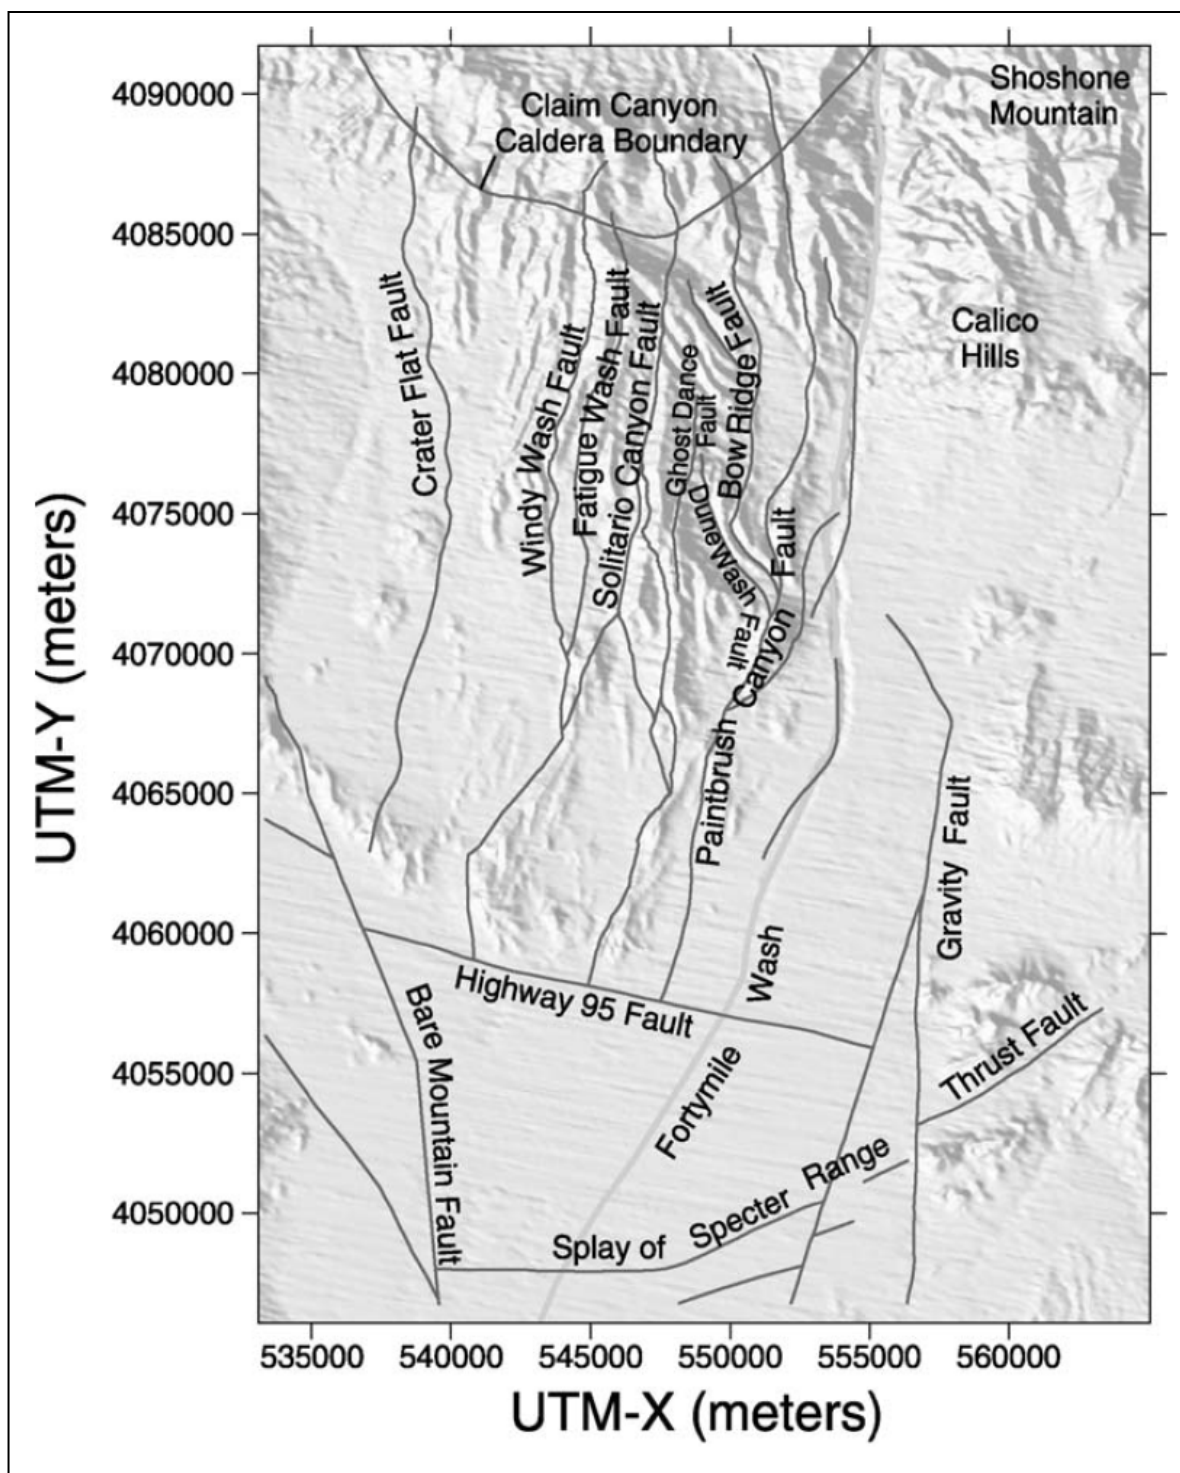 Shoshone
Mountain
Claim Canyon
Caldera Boundary
4090000
4085000
4080000
4075000
4070000
4065000
4060000
4055000
4050000
UTM-Y (meters)
Calico
Hills
Crater Flat Fault
Windy Wash Fault
Fatigue Wash Fault
Solitario Canyon Fault
Ghost Dance
Fault
Bow Ridge Fault
Dune Wash Fault
Paintbrush Canyon Fault
Gravity Fault
Highway 95 Fault
Bare Mountain Fault
Fortymile Wash
Splay of Specter Range Thrust Fault
535000 540000 545000 550000 555000 560000
UTM-X (meters)